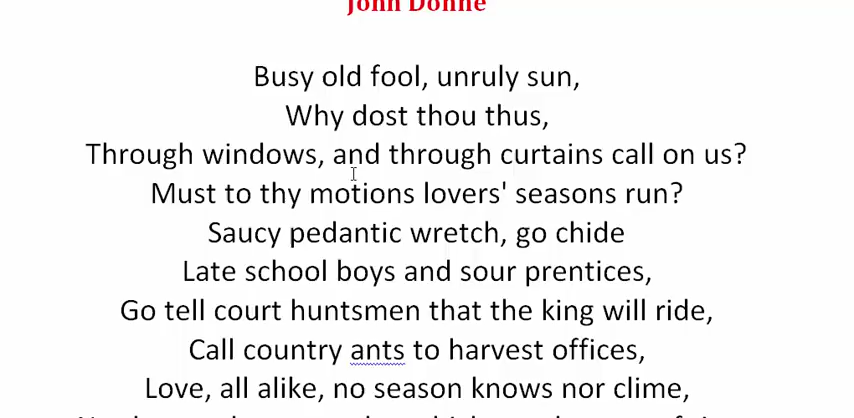 John Donne
Busy old fool, unruly sun,
Why dost thou thus,
Through windows, and through curtains call on us?
Must to thy motions lovers' seasons run?
Saucy pedantic wretch, go chide
Late school boys and sour prentices,
Go tell court huntsmen that the king will ride,
Call country ants to harvest offices,
Love, all alike, no season knows nor clime,